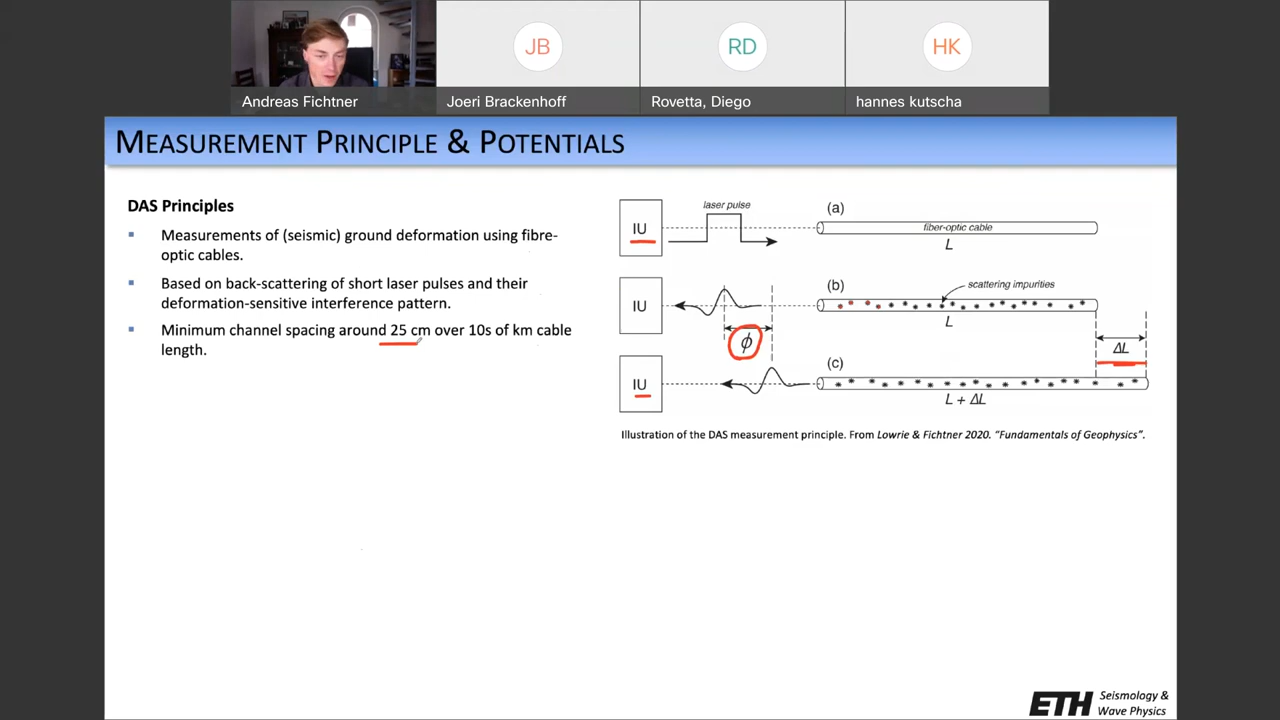 JB
RD
HK
Andreas Fichtner
Joeri Brackenhoff
Rovetta, Diego
hannes kutscha
MEASUREMENT PRINCIPLE & POTENTIALS
DAS Principles
Measurements of (seismic) ground deformation using fibre-
optic cables.
Based on back-scattering of short laser pulses and their
deformation-sensitive interference pattern.
Minimum channel spacing around 25 cm over 10s of km cable
length.
laser pulse
(a)
IU
fiber-optic cable
L
(b)
scattering impurities
IU
L
ϕ
ΔL
(c)
IU
L + ΔL
Illustration of the DAS measurement principle. From Lowrie & Fichtner 2020. “Fundamentals of Geophysics”.
ETH Seismology &
Wave Physics